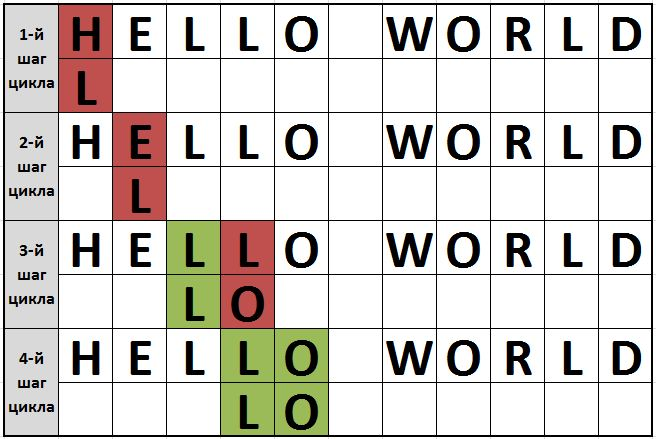 1-й шаг цикла
H E L L O W O R L D
L
2-й шаг цикла
H E L L O W O R L D
L
3-й шаг цикла
H E L L O W O R L D
L O
4-й шаг цикла
H E L L O W O R L D
L O